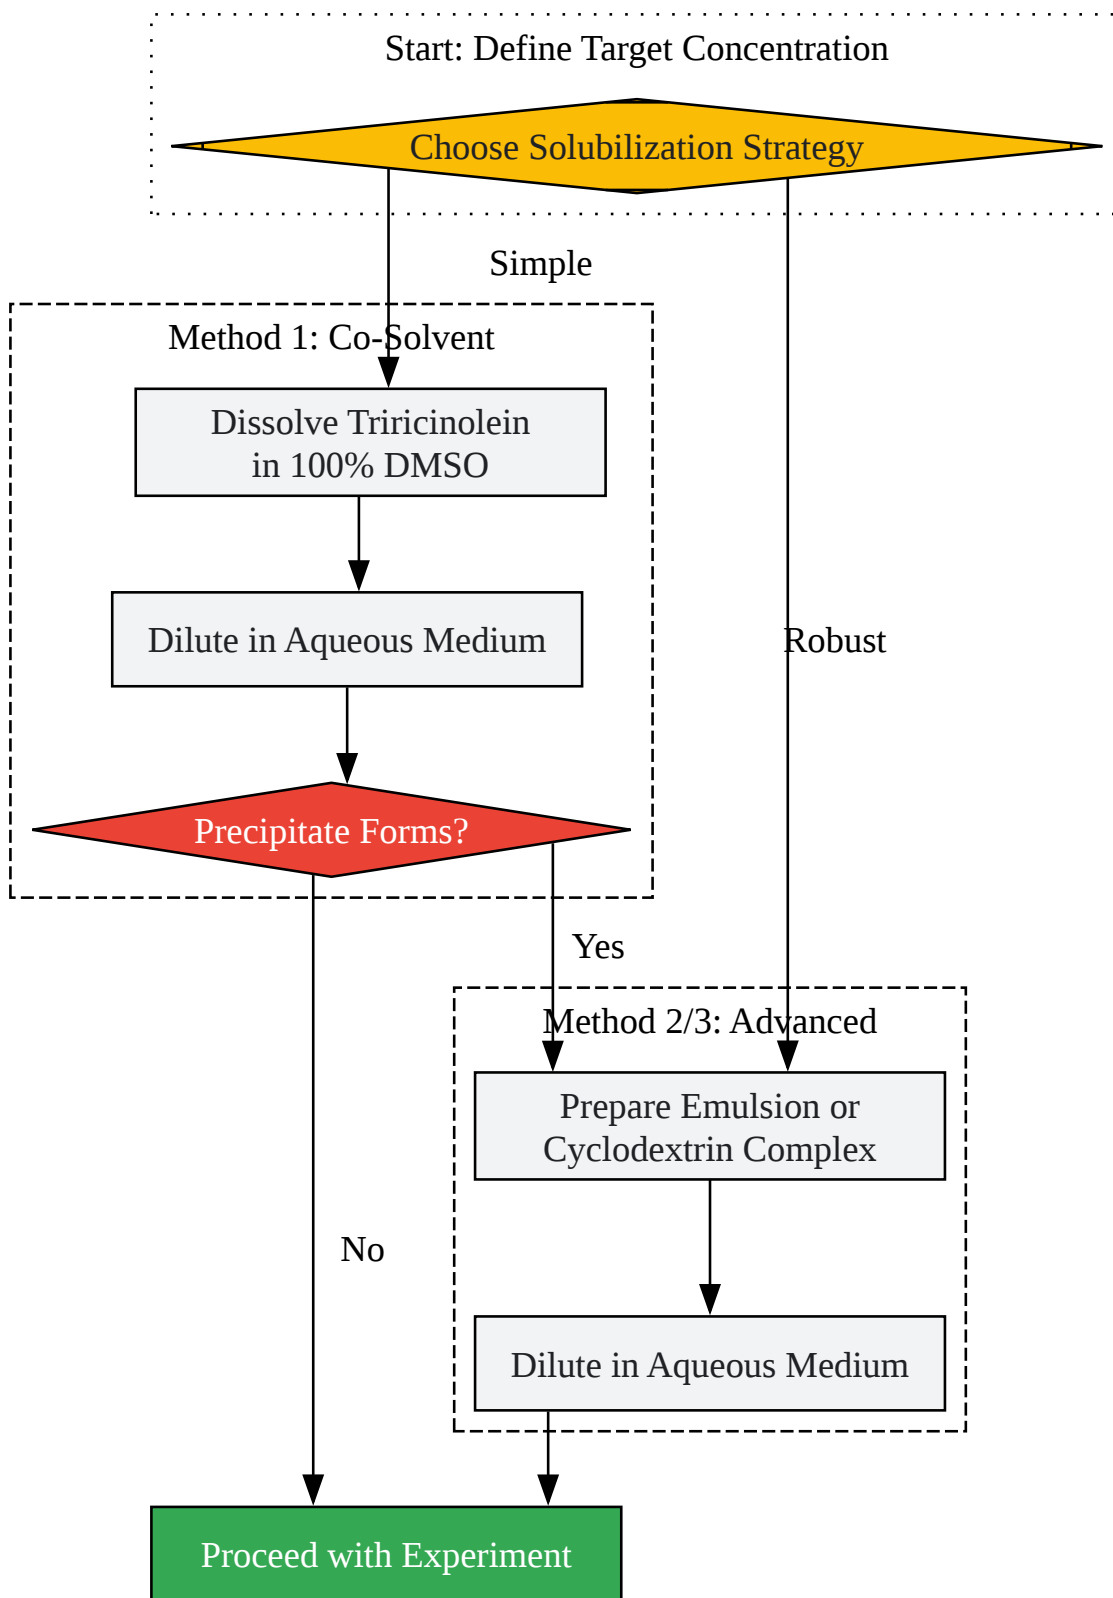 Start: Define Target Concentration
Choose Solubilization Strategy
Simple
Method 1: Co-Solvent
Dissolve Triricinolein
in 100% DMSO
Dilute in Aqueous Medium
Robust
Precipitate Forms?
Yes
Method 2/3: Advanced
Prepare Emulsion or
Cyclodextrin Complex
No
Dilute in Aqueous Medium
Proceed with Experiment